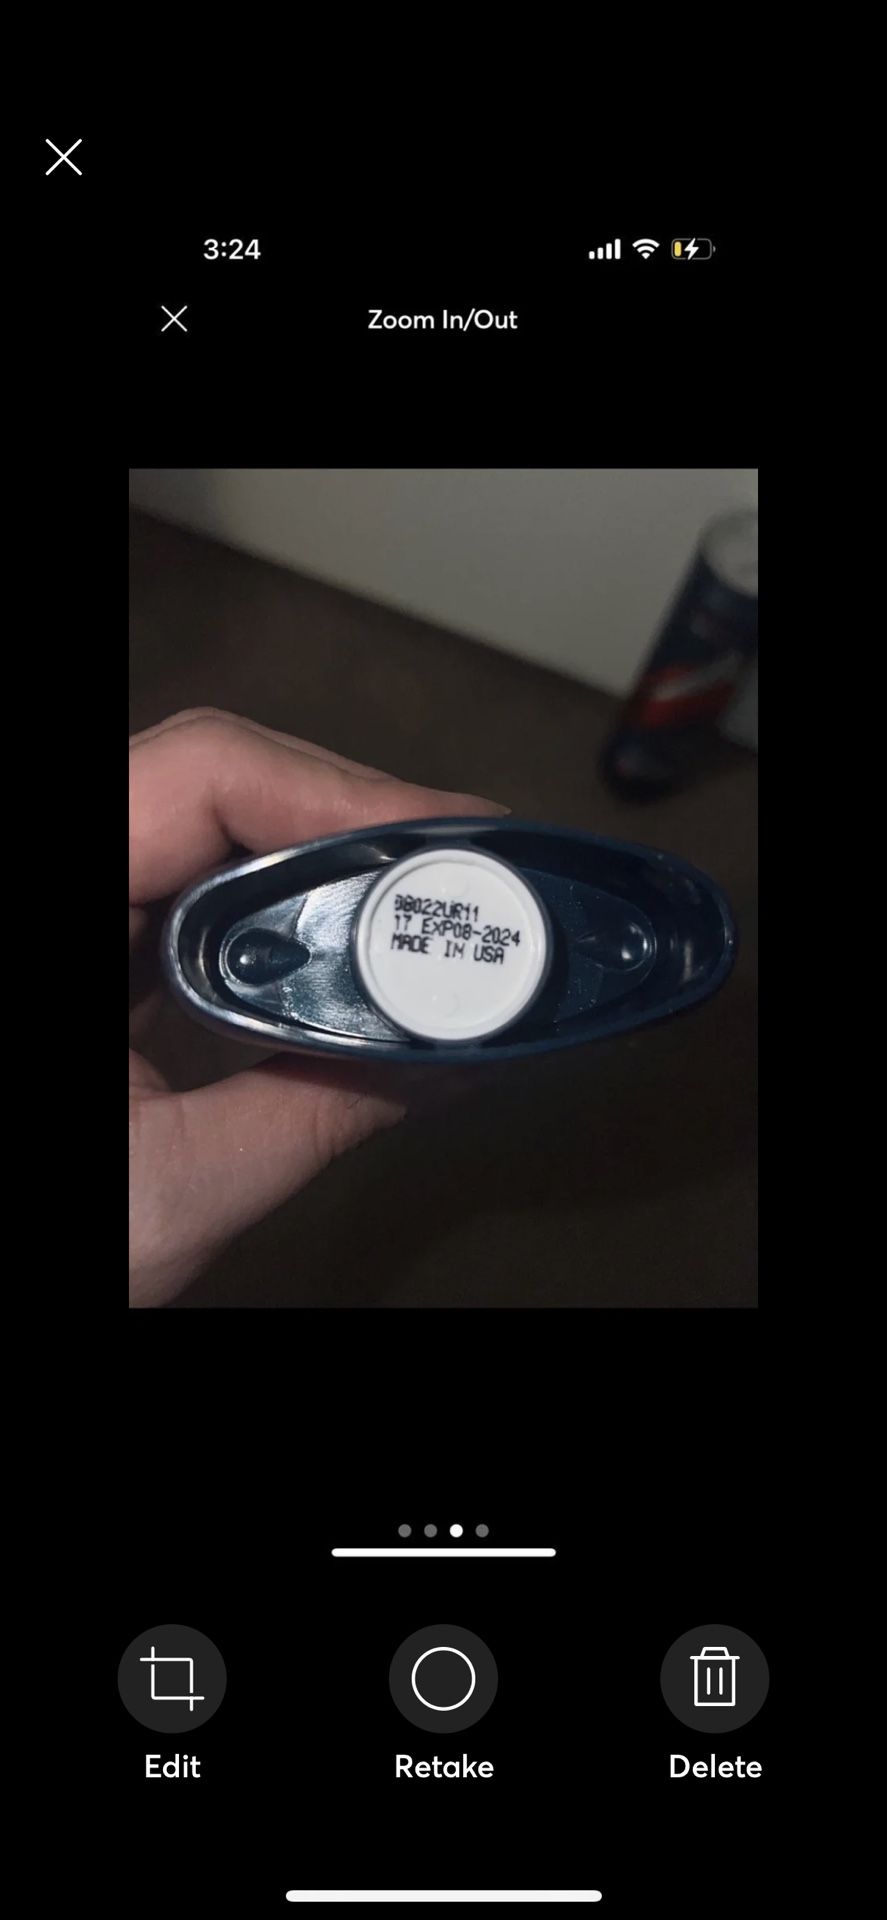 3:24
Zoom In/Out
17 EXP08-2024
MADE IN USA
Edit
Retake
Delete